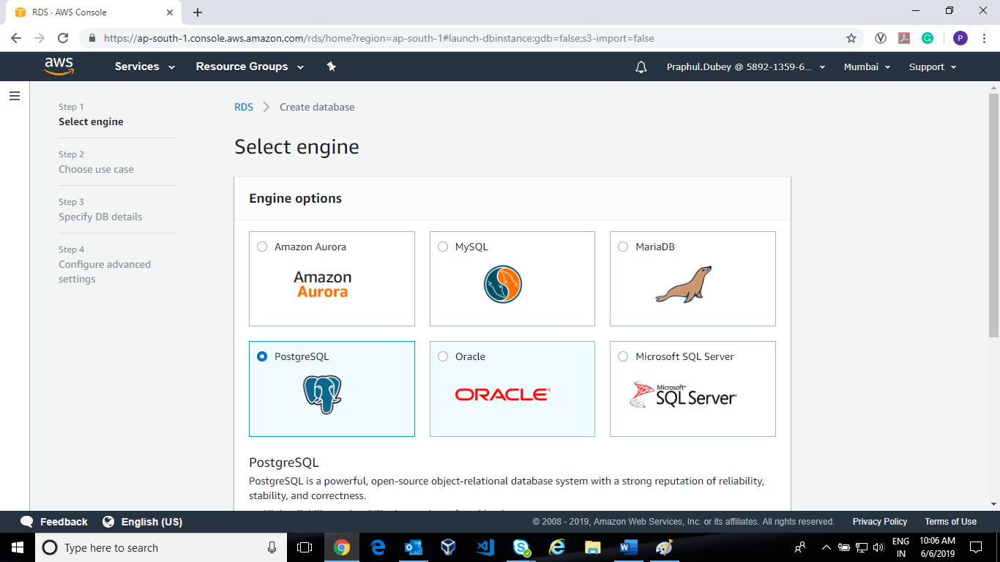 RDS · AWS Console
https://ap-south-1.console.aws.amazon.com/rds/home?region=ap-south-1#launch-dbinstance:gdb=false;s3-import=false
P
aws
Services
Resource Groups
Praphul.Dubey @ 5892-1359-6...
Mumbai
Support
Step 1
Select engine
Step 2
Choose use case
Step 3
Specify DB details
Step 4
Configure advanced
settings
RDS
Create database
Select engine
Engine options
Amazon Aurora
Amazon
Aurora
MySQL
MariaDB
PostgreSQL
Oracle
ORACLE
Microsoft SQL Server
Microsoft
SQL Server
PostgreSQL
PostgreSQL is a powerful, open-source object-relational database system with a strong reputation of reliability,
stability, and correctness.
Feedback
English (US)
© 2008 - 2019, Amazon Web Services, Inc. or its affiliates. All rights reserved.
Privacy Policy
Terms of Use
Type here to search
ENG
IN
10:06 AM
6/6/2019